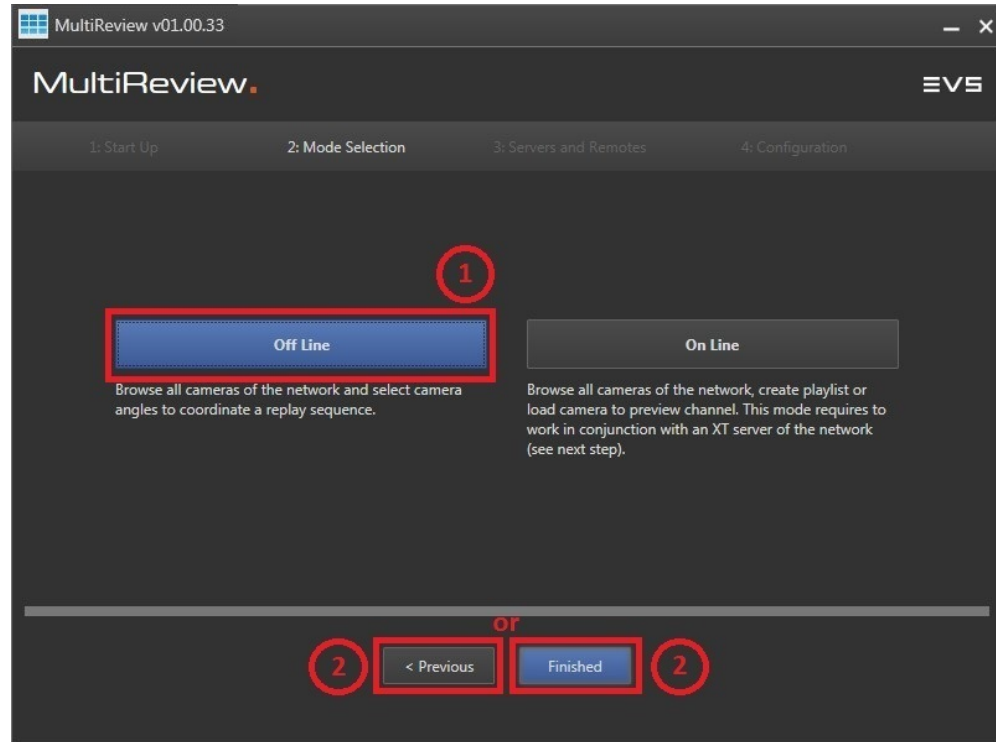 MultiReview v01.00.33
MultiReview.
EVS
1: Start Up
2: Mode Selection
3: Servers and Remotes
4: Configuration
1
Off Line
Browse all cameras of the network and select camera
angles to coordinate a replay sequence.
On Line
Browse all cameras of the network, create playlist or
load camera to preview channel. This mode requires to
work in conjunction with an XT server of the network
(see next step).
or
2
< Previous
Finished
2